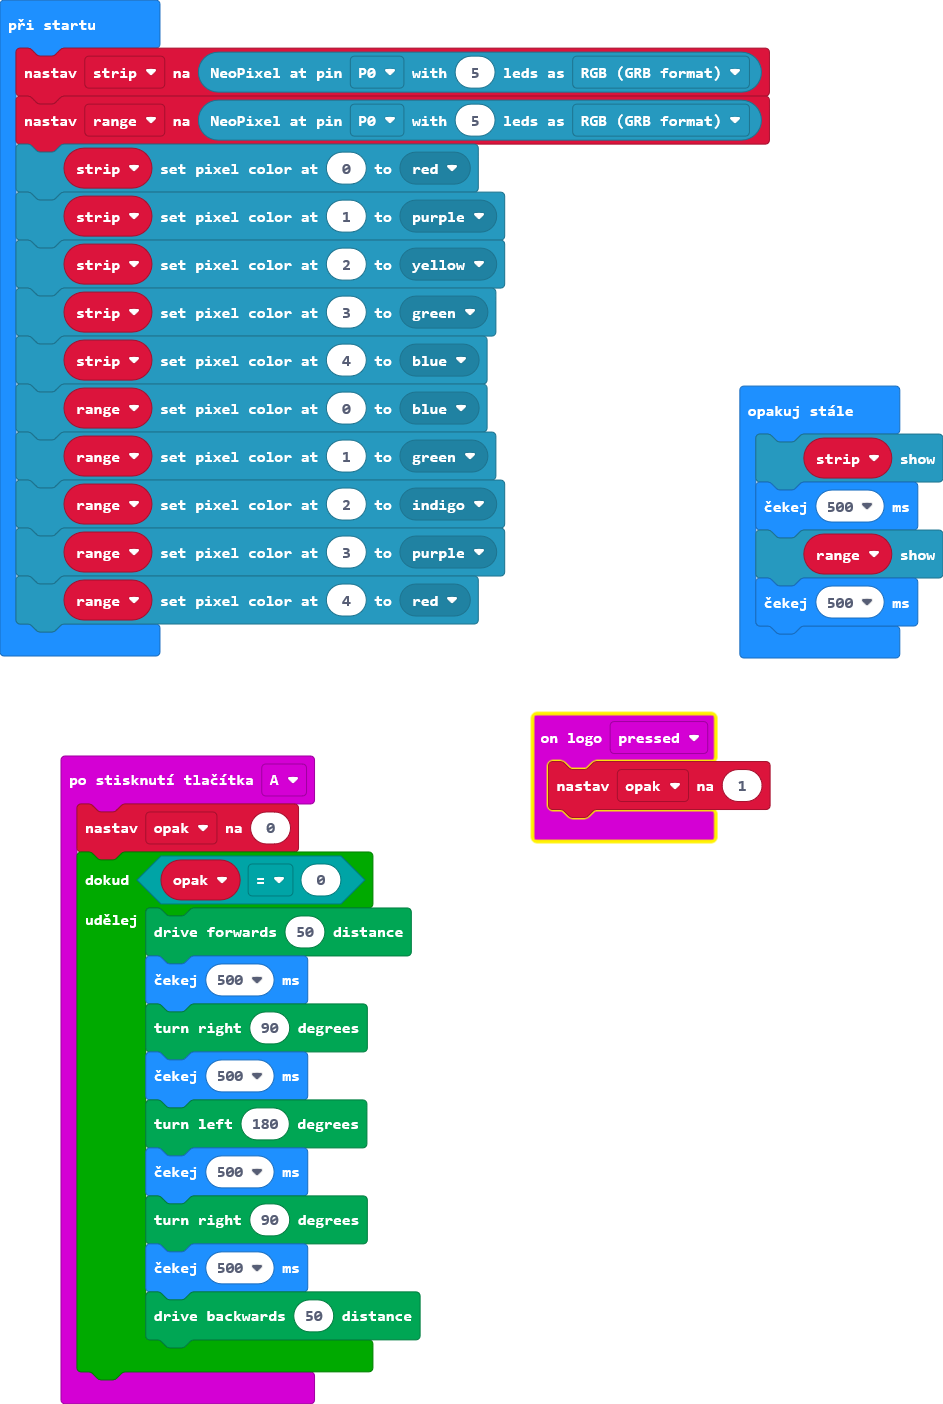 při startu
nastav strip na NeoPixel at pin P0 with 5 leds as RGB (GRB format)
nastav range na NeoPixel at pin P0 with 5 leds as RGB (GRB format)
strip set pixel color at 0 to red
strip set pixel color at 1 to purple
strip set pixel color at 2 to yellow
strip set pixel color at 3 to green
strip set pixel color at 4 to blue
range set pixel color at 0 to blue
range set pixel color at 1 to green
range set pixel color at 2 to indigo
range set pixel color at 3 to purple
range set pixel color at 4 to red
opakuj stále
strip show
čekej 500 ms
range show
čekej 500 ms
on logo pressed
nastav opak na 1
po stisknutí tlačítka A
nastav opak na 0
dokud opak = 0
udělej
drive forwards 50 distance
čekej 500 ms
turn right 90 degrees
čekej 500 ms
turn left 180 degrees
čekej 500 ms
turn right 90 degrees
čekej 500 ms
drive backwards 50 distance